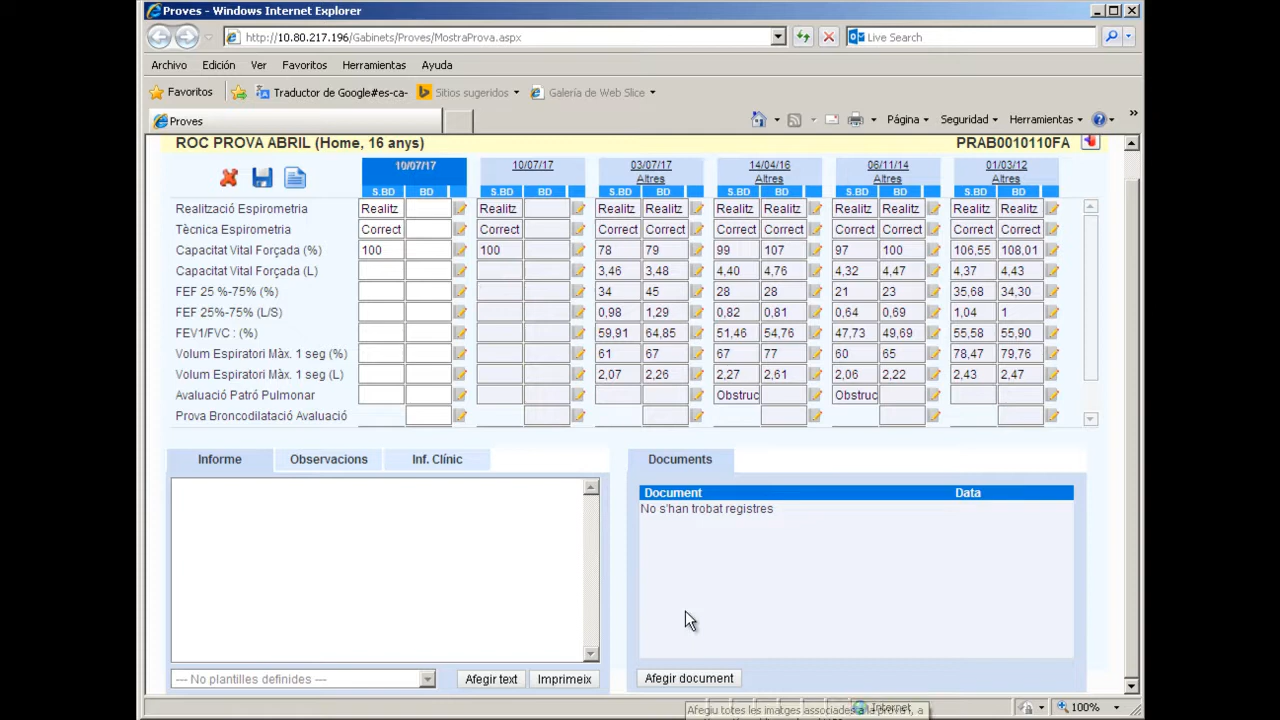 Proves - Windows Internet Explorer
http://10.80.217.196/Gabinets/Proves/MostraProva.aspx Live Search
Archivo Edición Ver Favoritos Herramientas Ayuda
Favoritos Traductor de Google#es-ca- Sitios sugeridos Galería de Web Slice
Proves Página Seguridad Herramientas
ROC PROVA ABRIL (Home, 16 anys) PRAB0010110FA
10/07/17 10/07/17 03/07/17 14/04/16 06/11/14 01/03/12
Altres Altres Altres Altres
S.BD BD S.BD BD S.BD BD S.BD BD S.BD BD S.BD BD
Realització Espirometria Realitz Realitz Realitz Realitz Realitz Realitz Realitz Realitz Realitz Realitz
Tècnica Espirometria Correct Correct Correct Correct Correct Correct Correct Correct Correct Correct
Capacitat Vital Forçada (%) 100 100 78 79 99 107 97 100 106,55 108,01
Capacitat Vital Forçada (L) 3,46 3,48 4,40 4,76 4,32 4,47 4,37 4,43
FEF 25 %-75% (%) 34 45 28 28 21 23 35,68 34,30
FEF 25%-75% (L/S) 0,98 1,29 0,82 0,81 0,64 0,69 1,04 1
FEV1/FVC : (%) 59,91 64,85 51,46 54,76 47,73 49,69 55,58 55,90
Volum Espiratori Màx. 1 seg (%) 61 67 67 77 60 65 78,47 79,76
Volum Espiratori Màx. 1 seg (L) 2,07 2,26 2,27 2,61 2,06 2,22 2,43 2,47
Avaluació Patró Pulmonar Obstruc Obstruc
Prova Broncodilatació Avaluació
Informe Observacions Inf. Clínic Documents
Document Data
No s'han trobat registres
--- No plantilles definides --- Afegir text Imprimeix Afegir document
Afegiu totes les imatges associades a la prova , a
Internet 100%